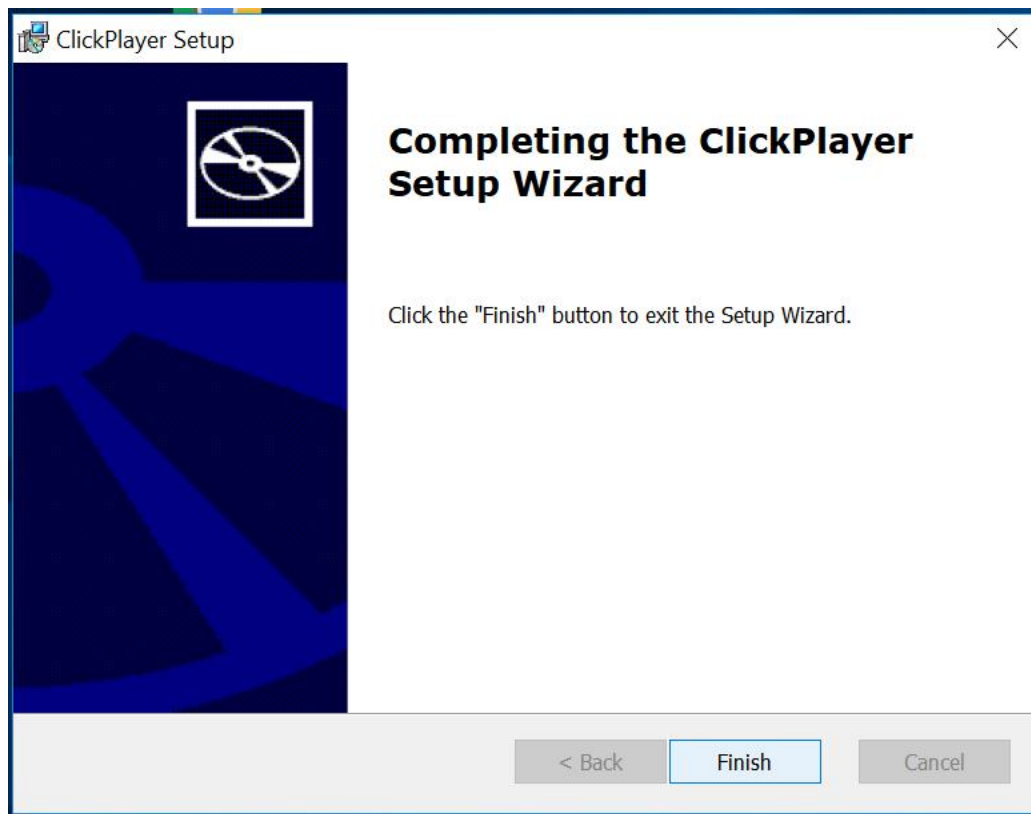 ClickPlayer Setup
Completing the ClickPlayer
Setup Wizard
Click the "Finish" button to exit the Setup Wizard.
< Back
Finish
Cancel